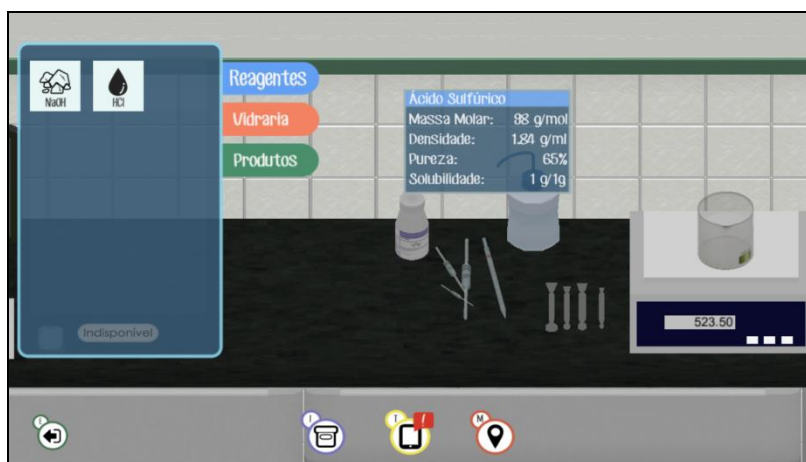 NaOH
HCl
Reagentes
Vidraria
Produtos
Ácido Sulfúrico
Massa Molar: 98 g/mol
Densidade: 1.84 g/ml
Pureza: 65%
Solubilidade: 1 g/1g
Indisponível
523.50
I
T
!
M